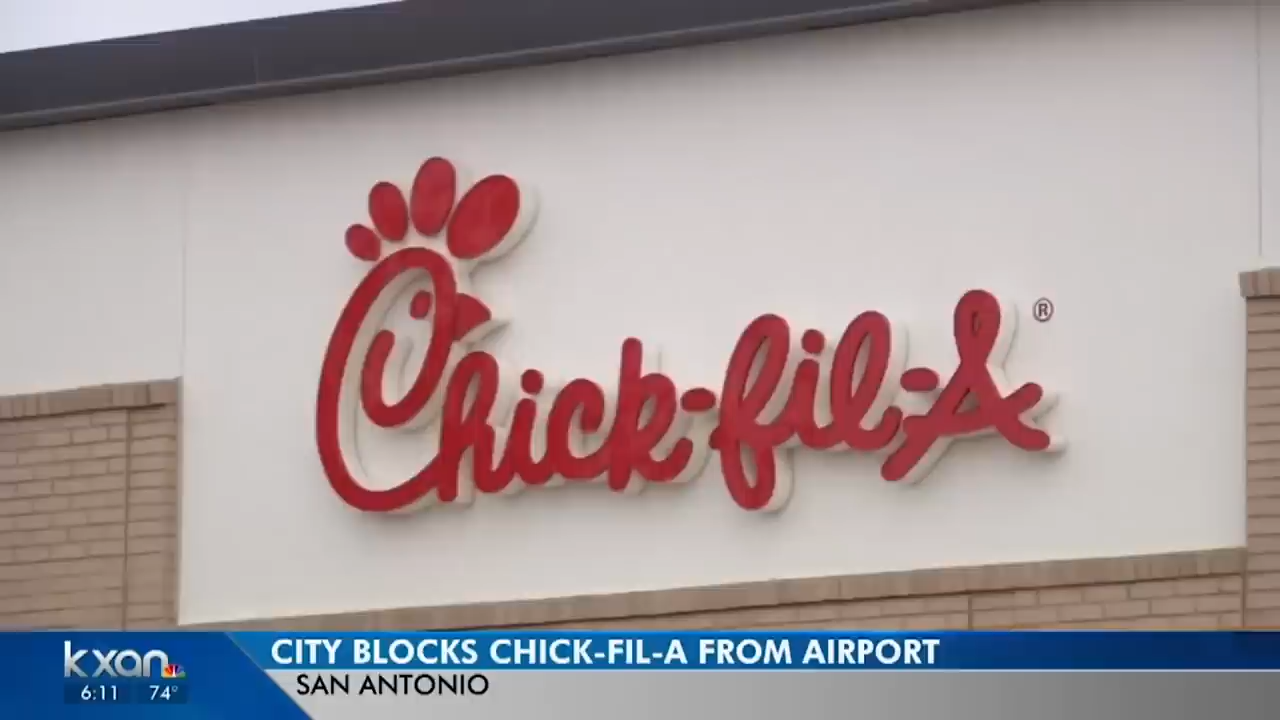 Chick-fil-A®
CITY BLOCKS CHICK-FIL-A FROM AIRPORT
SAN ANTONIO
kxan
6:11 74°